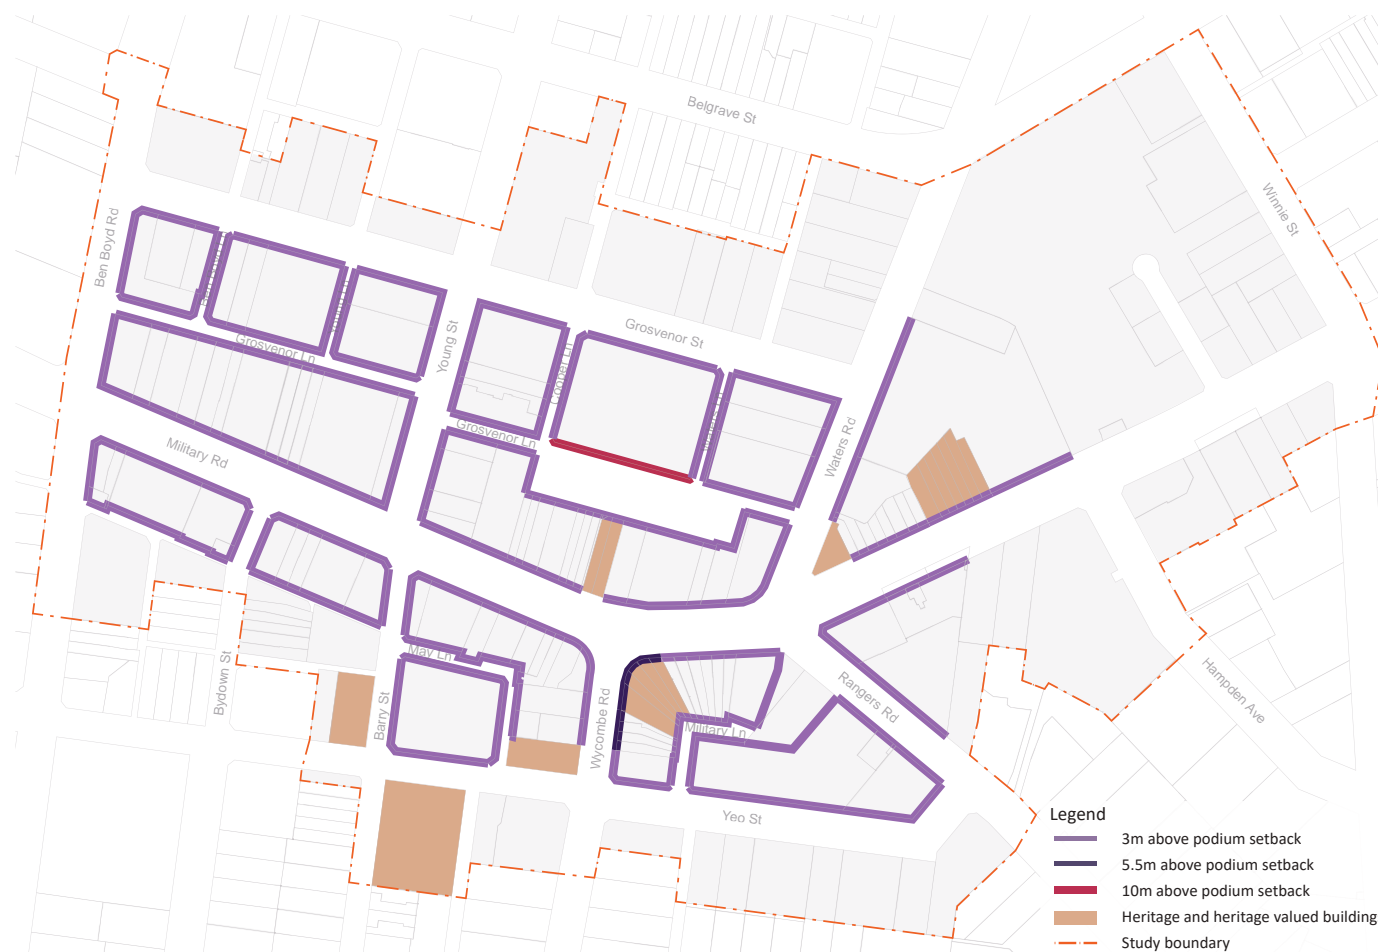 Belgrave St
Winnie St
Ben Boyd Rd
Grosvenor St
Young St
Grosvenor Ln
Cooper Ln
Grosvenor Ln
Waters Rd
Military Rd
May Ln
Bydown St
Barry St
Wycombe Rd
Military Ln
Rangers Rd
Hampden Ave
Yeo St
Legend
3m above podium setback
5.5m above podium setback
10m above podium setback
Heritage and heritage valued building
Study boundary